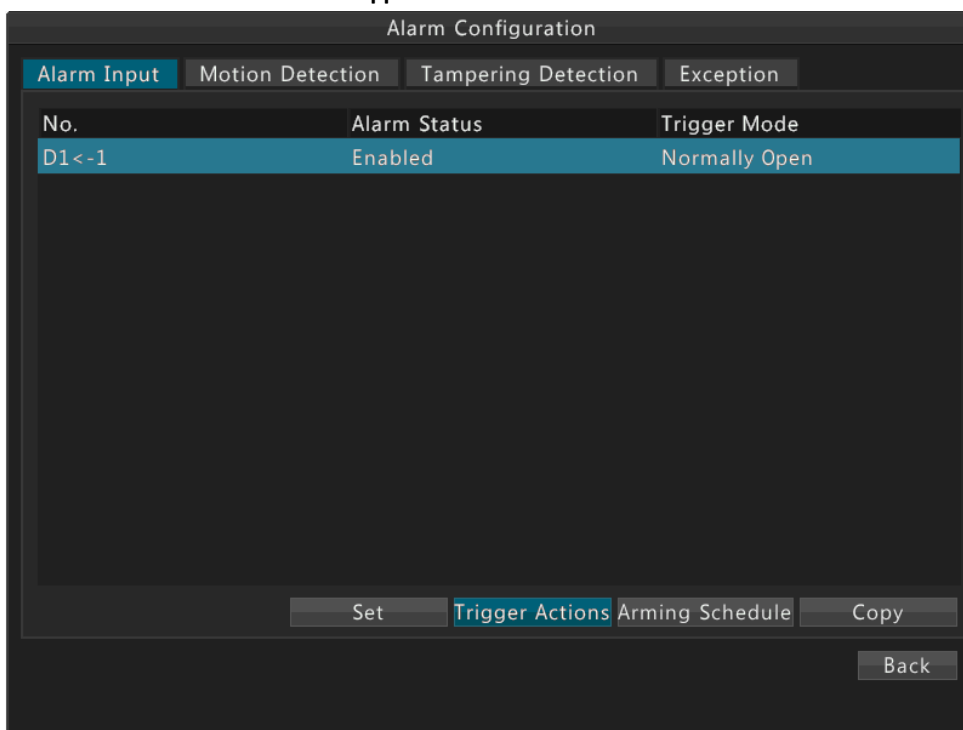 Alarm Configuration
Alarm Input Motion Detection Tampering Detection Exception
No. Alarm Status Trigger Mode
D1<-1 Enabled Normally Open
Set Trigger Actions Arming Schedule Copy
Back